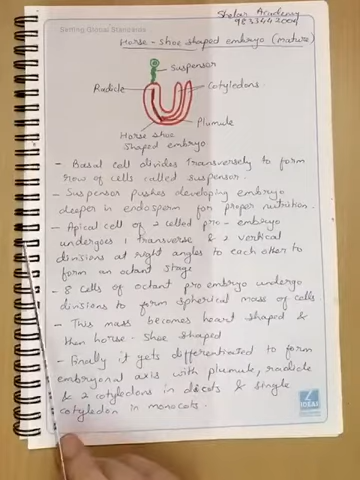 Setting Global Standards
Shelar Academy
9833442004
Horse-shoe shaped embryo (Mature)
Suspensor
Radicle
Cotyledons
Plumule
Horse shoe
shaped embryo
- Basal cell divides transversely to form
row of cells called suspensor.
- Suspensor pushes developing embryo
deeper in endosperm for proper nutrition.
- Apical cell of 2 celled pro-embryo
undergoes 1 transverse & 2 vertical
divisions at right angles to each other to
form an octant stage
- 8 cells of octant pro embryo undergo
divisions to form spherical mass of cells
- This mass becomes heart shaped &
then horse-shoe shaped
- Finally it gets differentiated to form
embryonal axis with plumule, radicle
& 2 cotyledons in dicots & single
cotyledon in monocots.
IDEAL